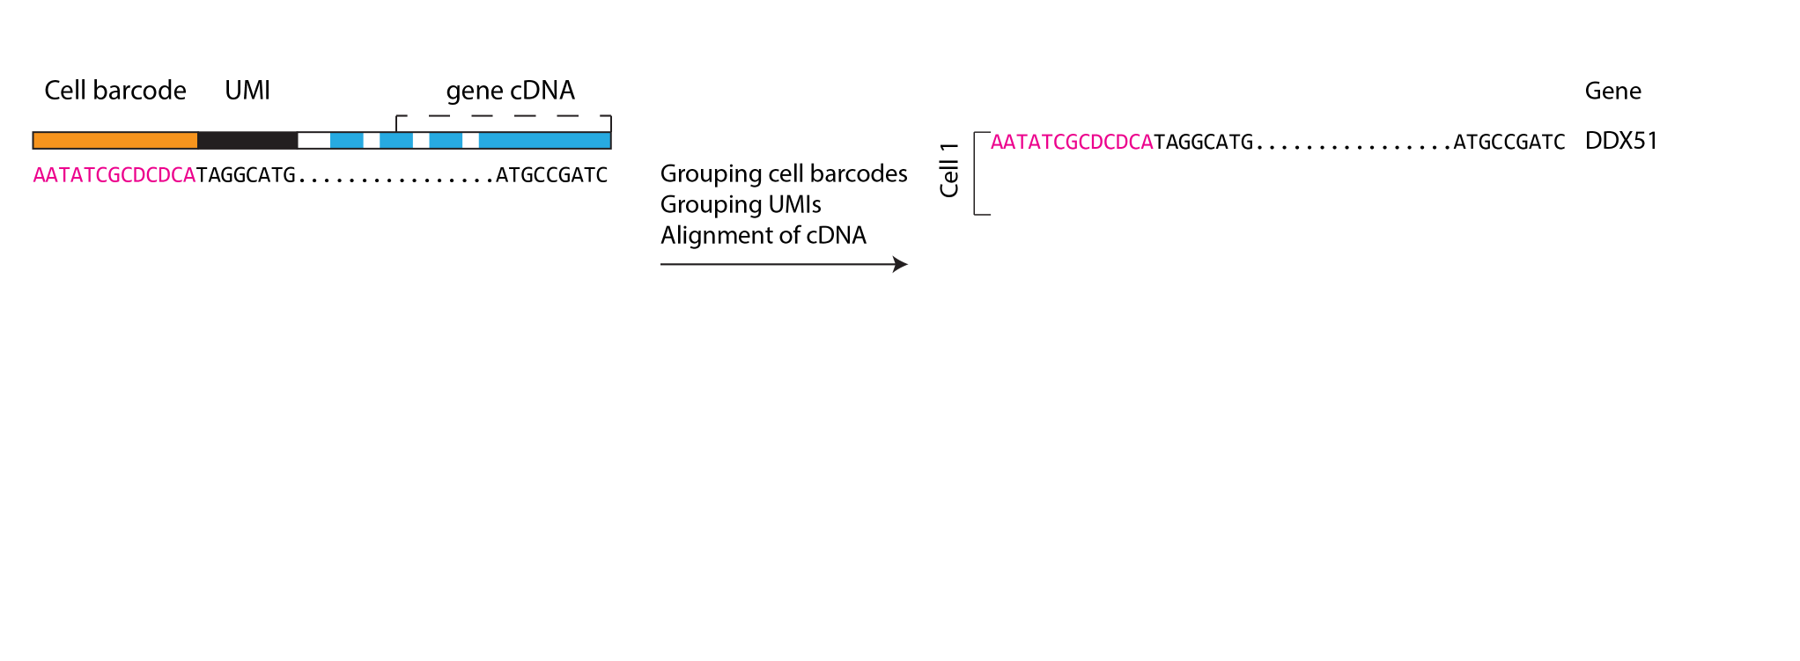 Cell barcode UMI gene cDNA
AATATCGCDCDCATAGGCATG................ATGCCGATC
Grouping cell barcodes
Grouping UMIs
Alignment of cDNA
Cell 1
Gene
AATATCGCDCDCATAGGCATG................ATGCCGATC DDX51